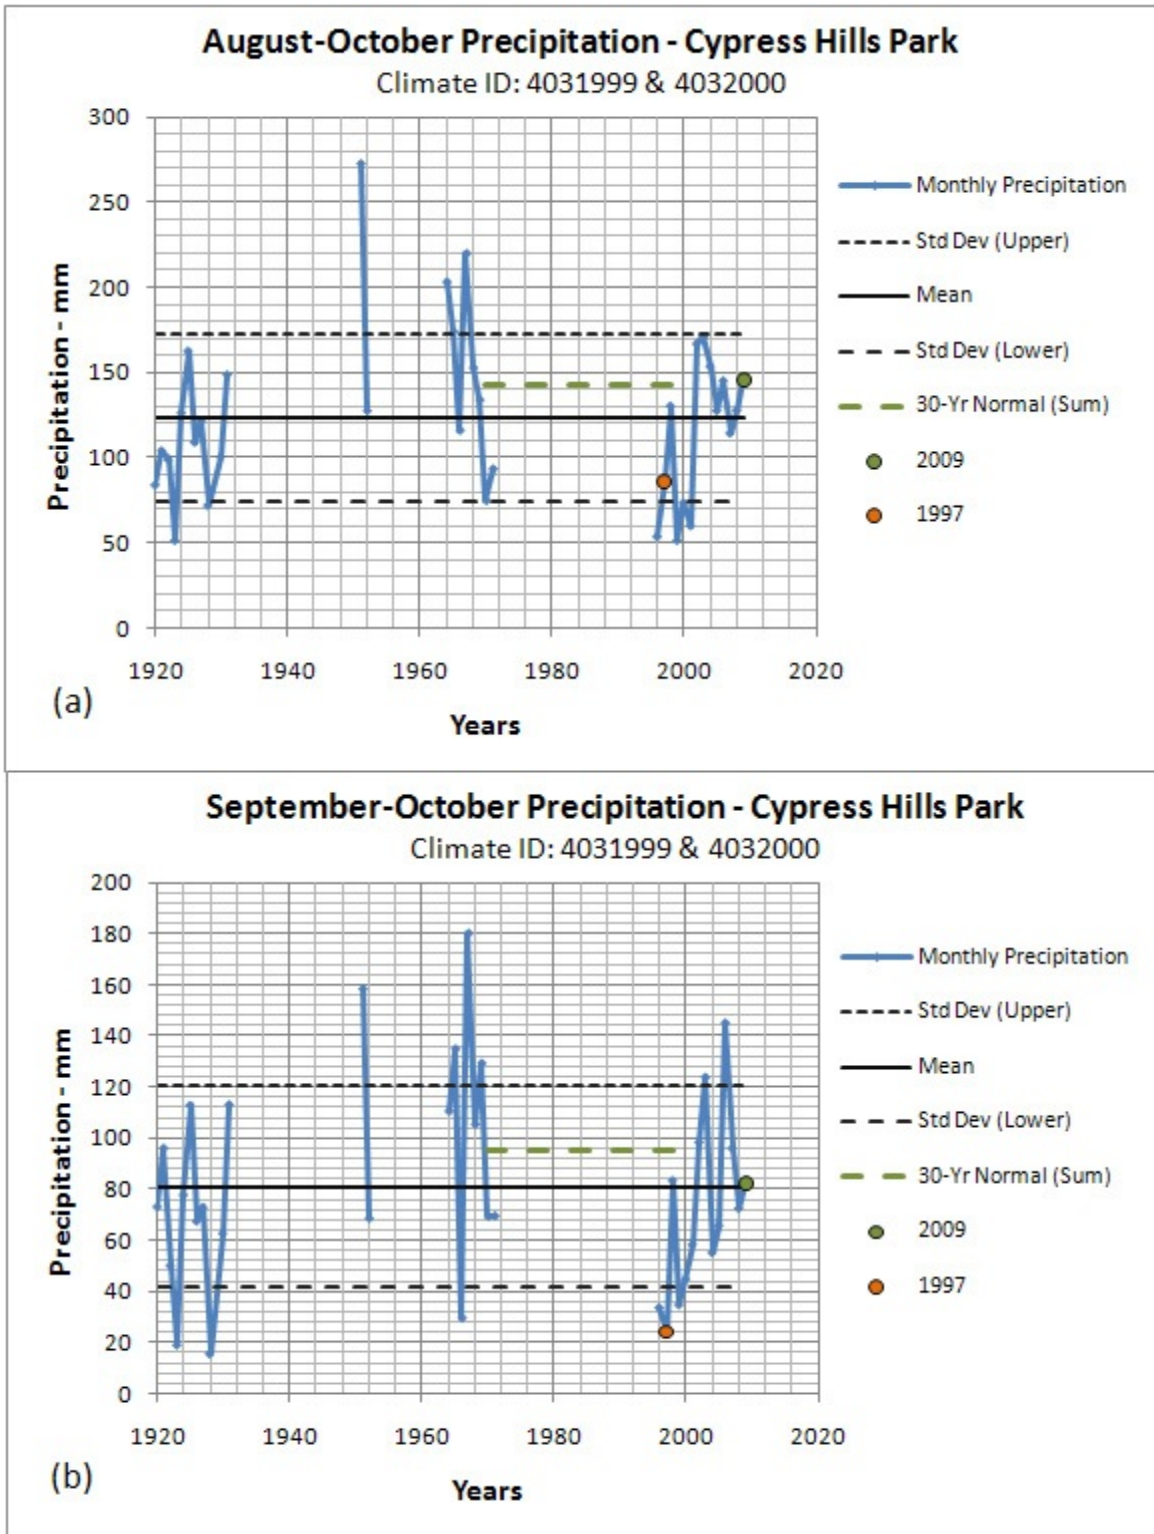 August-October Precipitation - Cypress Hills Park
Climate ID: 4031999 & 4032000
300
250
200
150
100
50
0
Precipitation - mm
1920 1940 1960 1980 2000 2020
Years
(a)
Monthly Precipitation
Std Dev (Upper)
Mean
Std Dev (Lower)
30-Yr Normal (Sum)
2009
1997
September-October Precipitation - Cypress Hills Park
Climate ID: 4031999 & 4032000
200
180
160
140
120
100
80
60
40
20
0
Precipitation - mm
1920 1940 1960 1980 2000 2020
Years
(b)
Monthly Precipitation
Std Dev (Upper)
Mean
Std Dev (Lower)
30-Yr Normal (Sum)
2009
1997